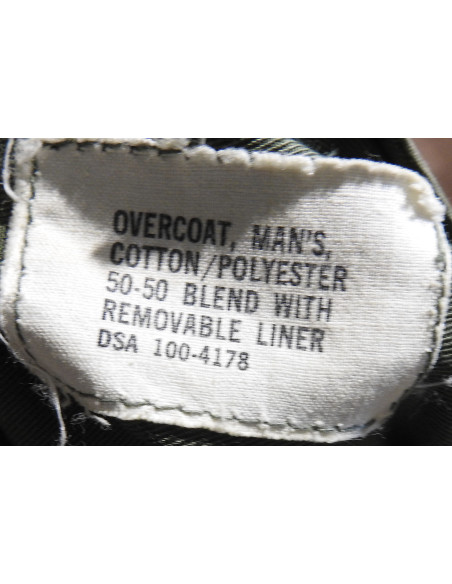 OVERCOAT, MAN'S,
COTTON/POLYESTER
50-50 BLEND WITH
REMOVABLE LINER
DSA 100-4178